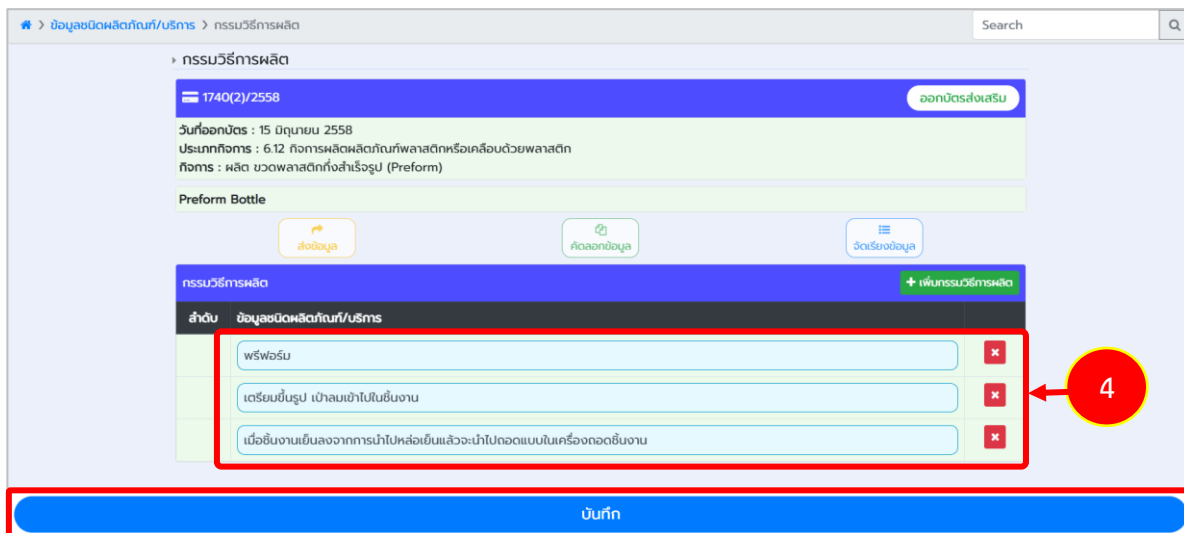 ข้อมูลชนิดผลิตภัณฑ์/บริการ > กรรมวิธีการผลิต Search
กรรมวิธีการผลิต
1740(2)/2558 ออกบัตรส่งเสริม
วันที่ออกบัตร : 15 มิถุนายน 2558
ประเภทกิจการ : 6.12 กิจการผลิตผลิตภัณฑ์พลาสติกหรือเคลือบด้วยพลาสติก
กิจการ : ผลิต ขวดพลาสติกกึ่งสำเร็จรูป (Preform)
Preform Bottle
ส่งข้อมูล คัดลอกข้อมูล จัดเรียงข้อมูล
กรรมวิธีการผลิต + เพิ่มกรรมวิธีการผลิต
ลำดับ ข้อมูลชนิดผลิตภัณฑ์/บริการ
พรีฟอร์ม
เตรียมขึ้นรูป เป่าลมเข้าไปในชิ้นงาน
4
เมื่อชิ้นงานเย็นลงจากการนำไปหล่อเย็นแล้วจะนำไปถอดแบบในเครื่องถอดชิ้นงาน
บันทึก